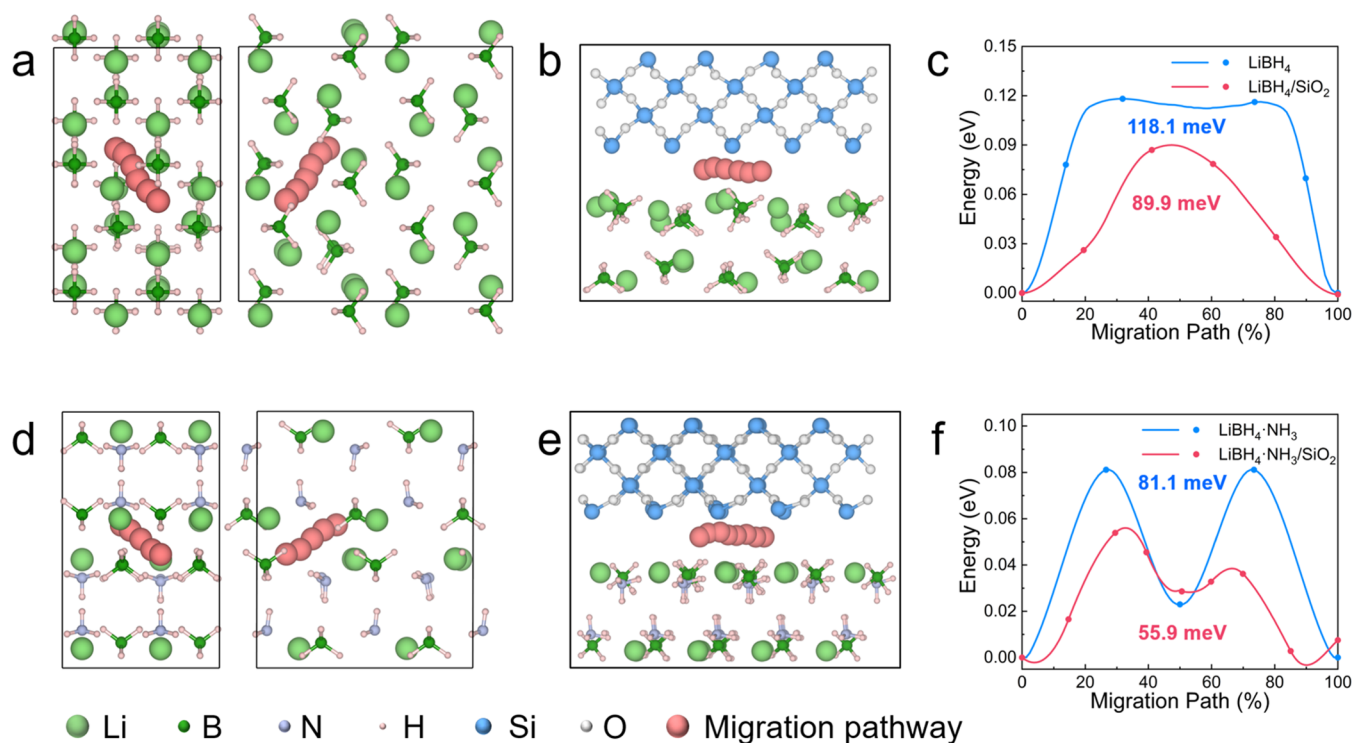 a
b
c
Energy (eV)
0.15
0.12
0.09
0.06
0.03
0.00
LiBH₄
LiBH₄/SiO₂
118.1 meV
89.9 meV
0
20
40
60
80
100
Migration Path (%)
d
e
f
Energy (eV)
0.10
0.08
0.06
0.04
0.02
0.00
LiBH₄·NH₃
LiBH₄·NH₃/SiO₂
81.1 meV
55.9 meV
0
20
40
60
80
100
Migration Path (%)
Li B N H Si O Migration pathway